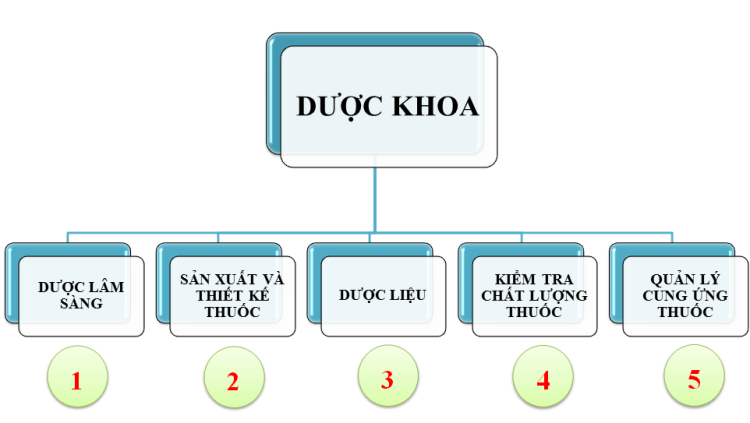 DƯỢC KHOA
DƯỢC LÂM
SÀNG
SẢN XUẤT VÀ
THIẾT KẾ
THUỐC
DƯỢC LIỆU
KIỂM TRA
CHẤT LƯỢNG
THUỐC
QUẢN LÝ
CUNG ỨNG
THUỐC
1
2
3
4
5